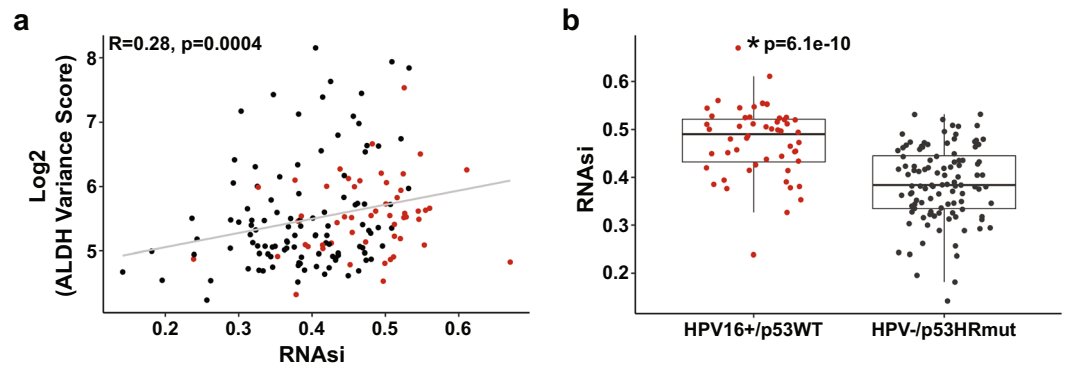 a
R=0.28, p=0.0004
Log2
(ALDH Variance Score)
8
7
6
5
0.2 0.3 0.4 0.5 0.6
RNAsi
b
* p=6.1e-10
RNAsi
0.6
0.5
0.4
0.3
0.2
HPV16+/p53WT HPV-/p53HRmut